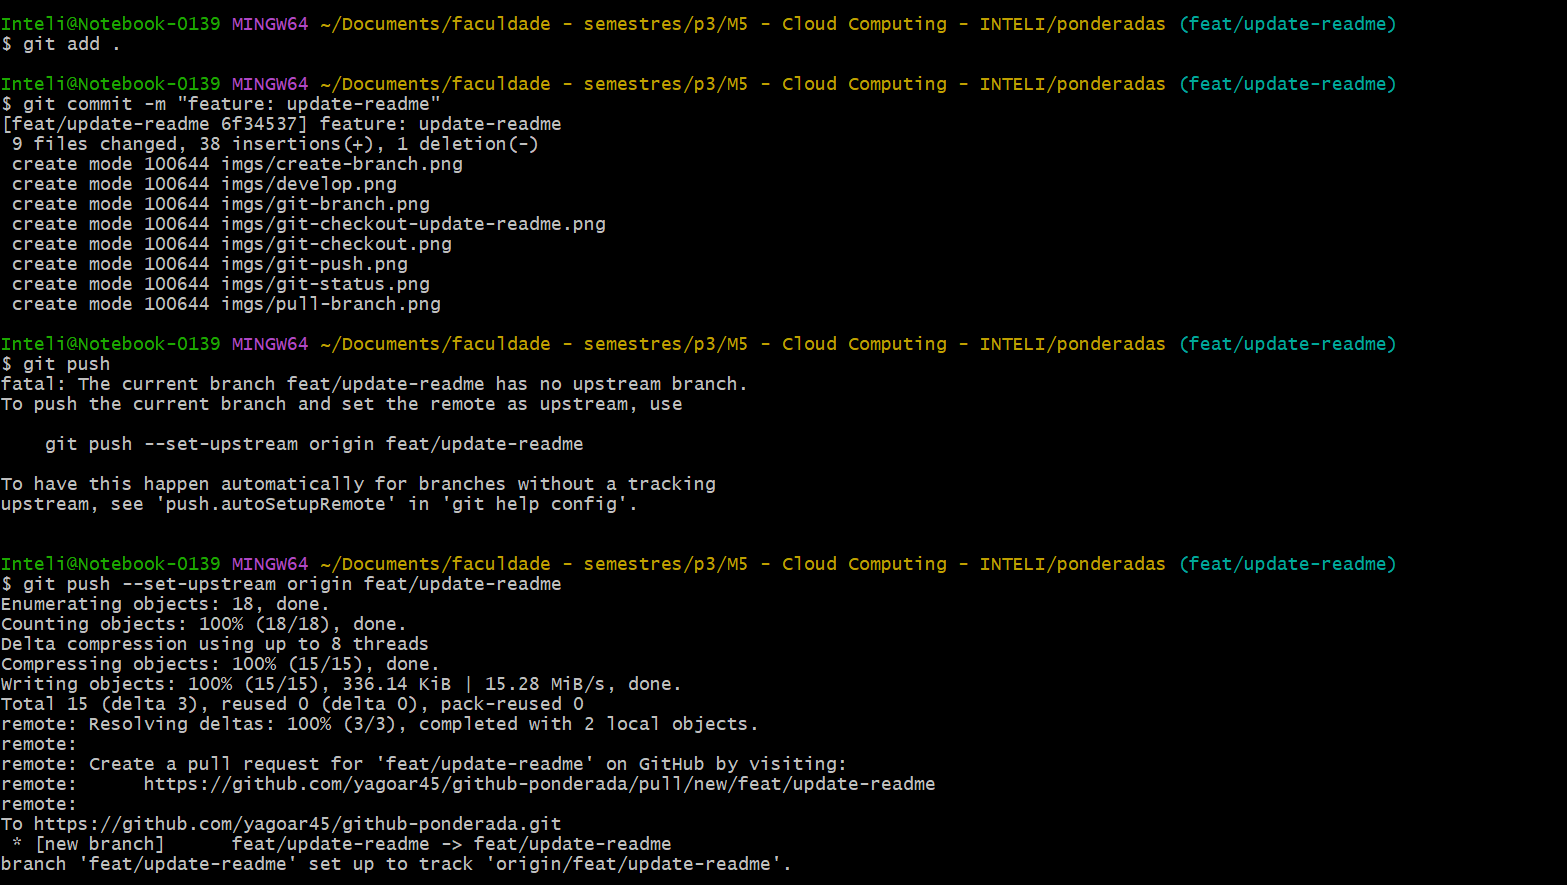 Inteli@Notebook-0139 MINGW64 ~/Documents/faculdade - semestres/p3/M5 - Cloud Computing - INTELI/ponderadas (feat/update-readme)
$ git add .
Inteli@Notebook-0139 MINGW64 ~/Documents/faculdade - semestres/p3/M5 - Cloud Computing - INTELI/ponderadas (feat/update-readme)
$ git commit -m "feature: update-readme"
[feat/update-readme 6f34537] feature: update-readme
 9 files changed, 38 insertions(+), 1 deletion(-)
 create mode 100644 imgs/create-branch.png
 create mode 100644 imgs/develop.png
 create mode 100644 imgs/git-branch.png
 create mode 100644 imgs/git-checkout-update-readme.png
 create mode 100644 imgs/git-checkout.png
 create mode 100644 imgs/git-push.png
 create mode 100644 imgs/git-status.png
 create mode 100644 imgs/pull-branch.png
Inteli@Notebook-0139 MINGW64 ~/Documents/faculdade - semestres/p3/M5 - Cloud Computing - INTELI/ponderadas (feat/update-readme)
$ git push
fatal: The current branch feat/update-readme has no upstream branch.
To push the current branch and set the remote as upstream, use
    git push --set-upstream origin feat/update-readme
To have this happen automatically for branches without a tracking
upstream, see 'push.autoSetupRemote' in 'git help config'.
Inteli@Notebook-0139 MINGW64 ~/Documents/faculdade - semestres/p3/M5 - Cloud Computing - INTELI/ponderadas (feat/update-readme)
$ git push --set-upstream origin feat/update-readme
Enumerating objects: 18, done.
Counting objects: 100% (18/18), done.
Delta compression using up to 8 threads
Compressing objects: 100% (15/15), done.
Writing objects: 100% (15/15), 336.14 KiB | 15.28 MiB/s, done.
Total 15 (delta 3), reused 0 (delta 0), pack-reused 0
remote: Resolving deltas: 100% (3/3), completed with 2 local objects.
remote:
remote: Create a pull request for 'feat/update-readme' on GitHub by visiting:
remote:      https://github.com/yagoar45/github-ponderada/pull/new/feat/update-readme
remote:
To https://github.com/yagoar45/github-ponderada.git
 * [new branch]      feat/update-readme -> feat/update-readme
branch 'feat/update-readme' set up to track 'origin/feat/update-readme'.